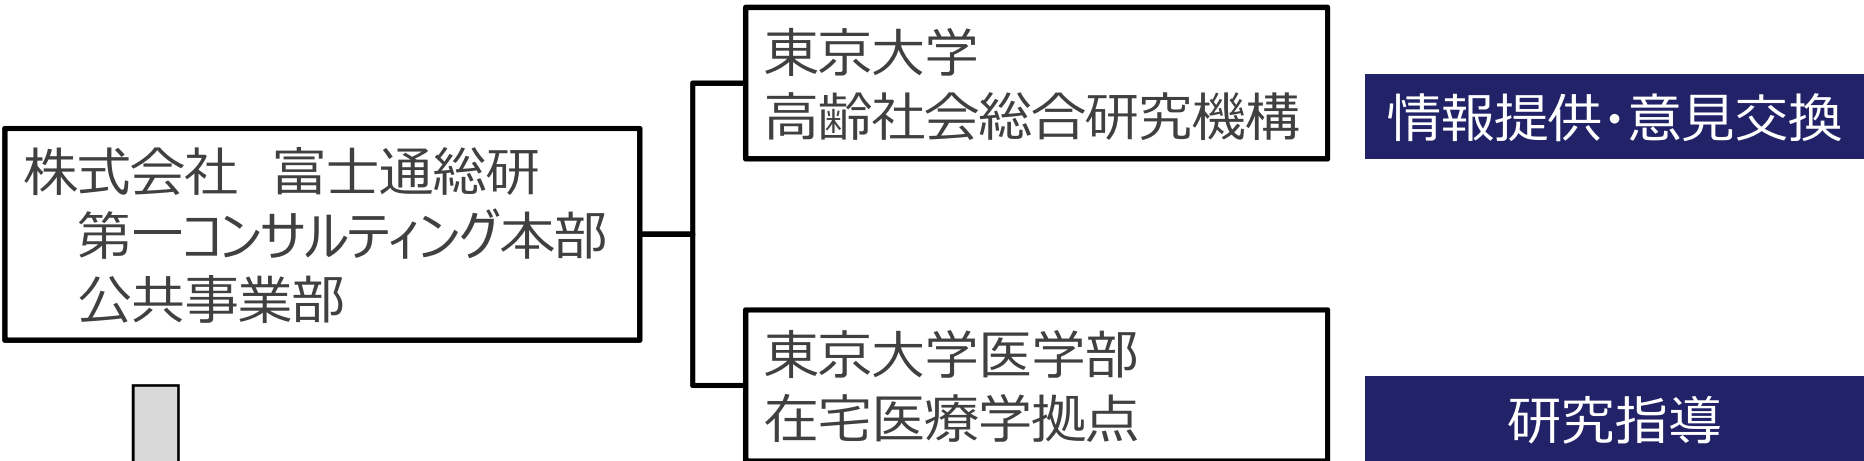 株式会社　富士通総研
第一コンサルティング本部
公共事業部
東京大学
高齢社会総合研究機構
情報提供・意見交換
東京大学医学部
在宅医療学拠点
研究指導